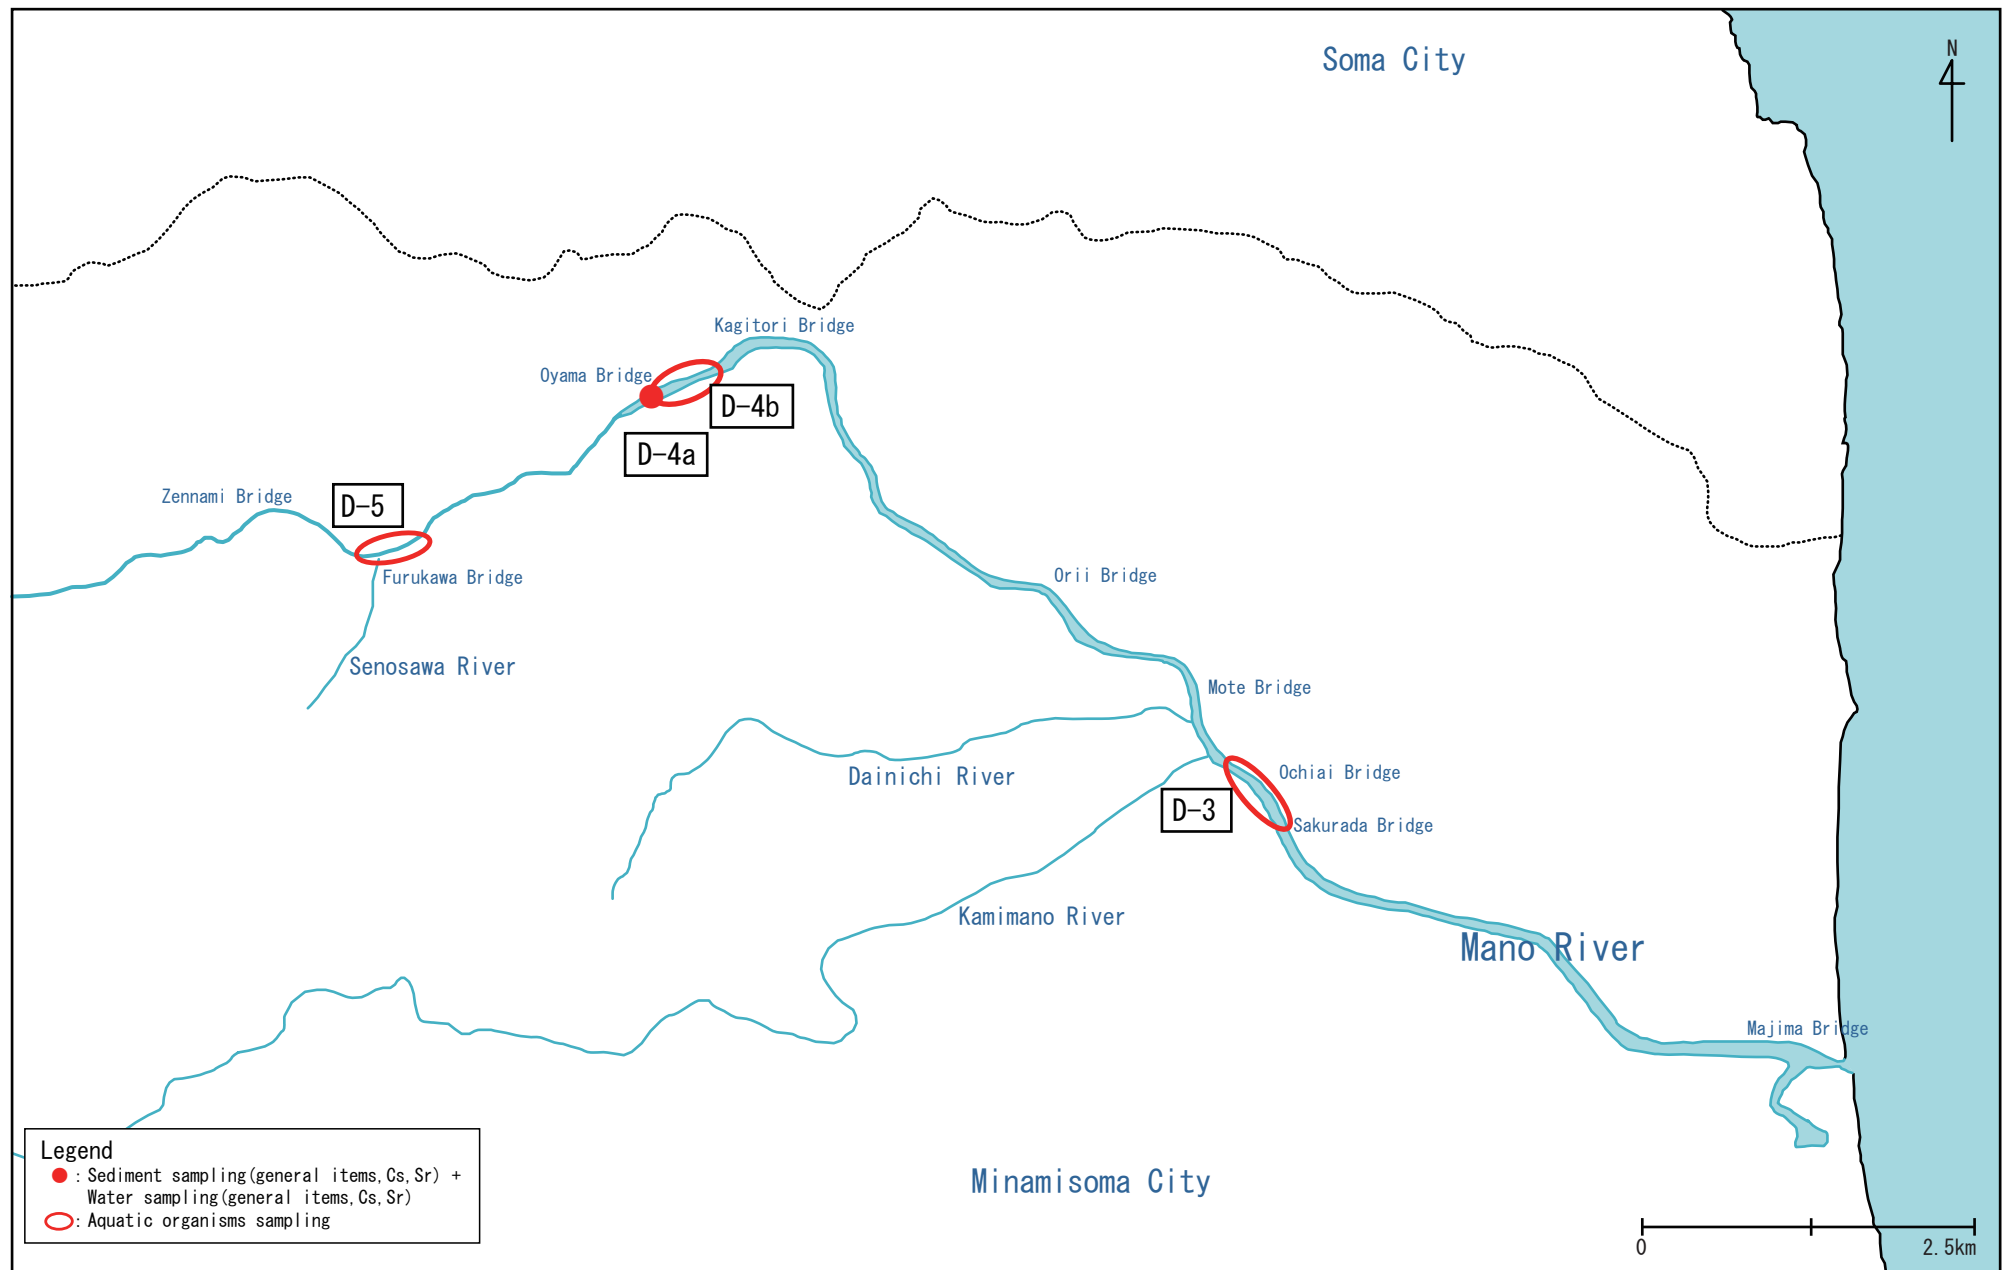 Soma City
N
Kagitori Bridge
Oyama Bridge
D-4b
D-4a
Zennami Bridge
D-5
Furukawa Bridge
Orii Bridge
Senosawa River
Mote Bridge
Dainichi River
Ochiai Bridge
D-3
Sakurada Bridge
Kamimano River
Mano River
Majima Bridge
Minamisoma City
Legend
: Sediment sampling(general items,Cs,Sr) +
Water sampling(general items,Cs,Sr)
: Aquatic organisms sampling
0
2.5km